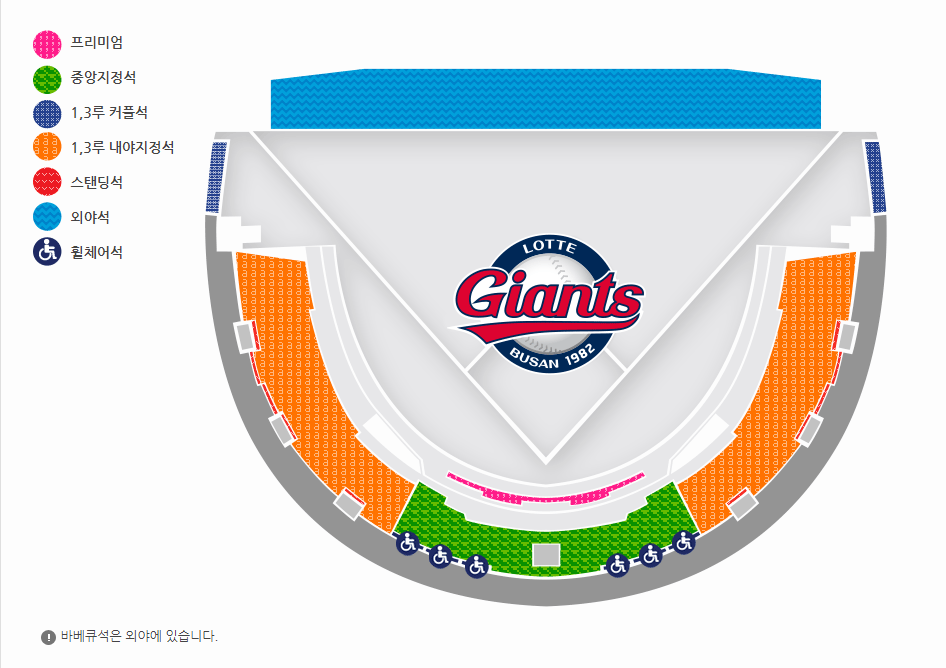 프리미엄
중앙지정석
1,3루 커플석
1,3루 내야지정석
스탠딩석
외야석
휠체어석
LOTTE
Giants
BUSAN 1982
! 바베큐석은 외야에 있습니다.